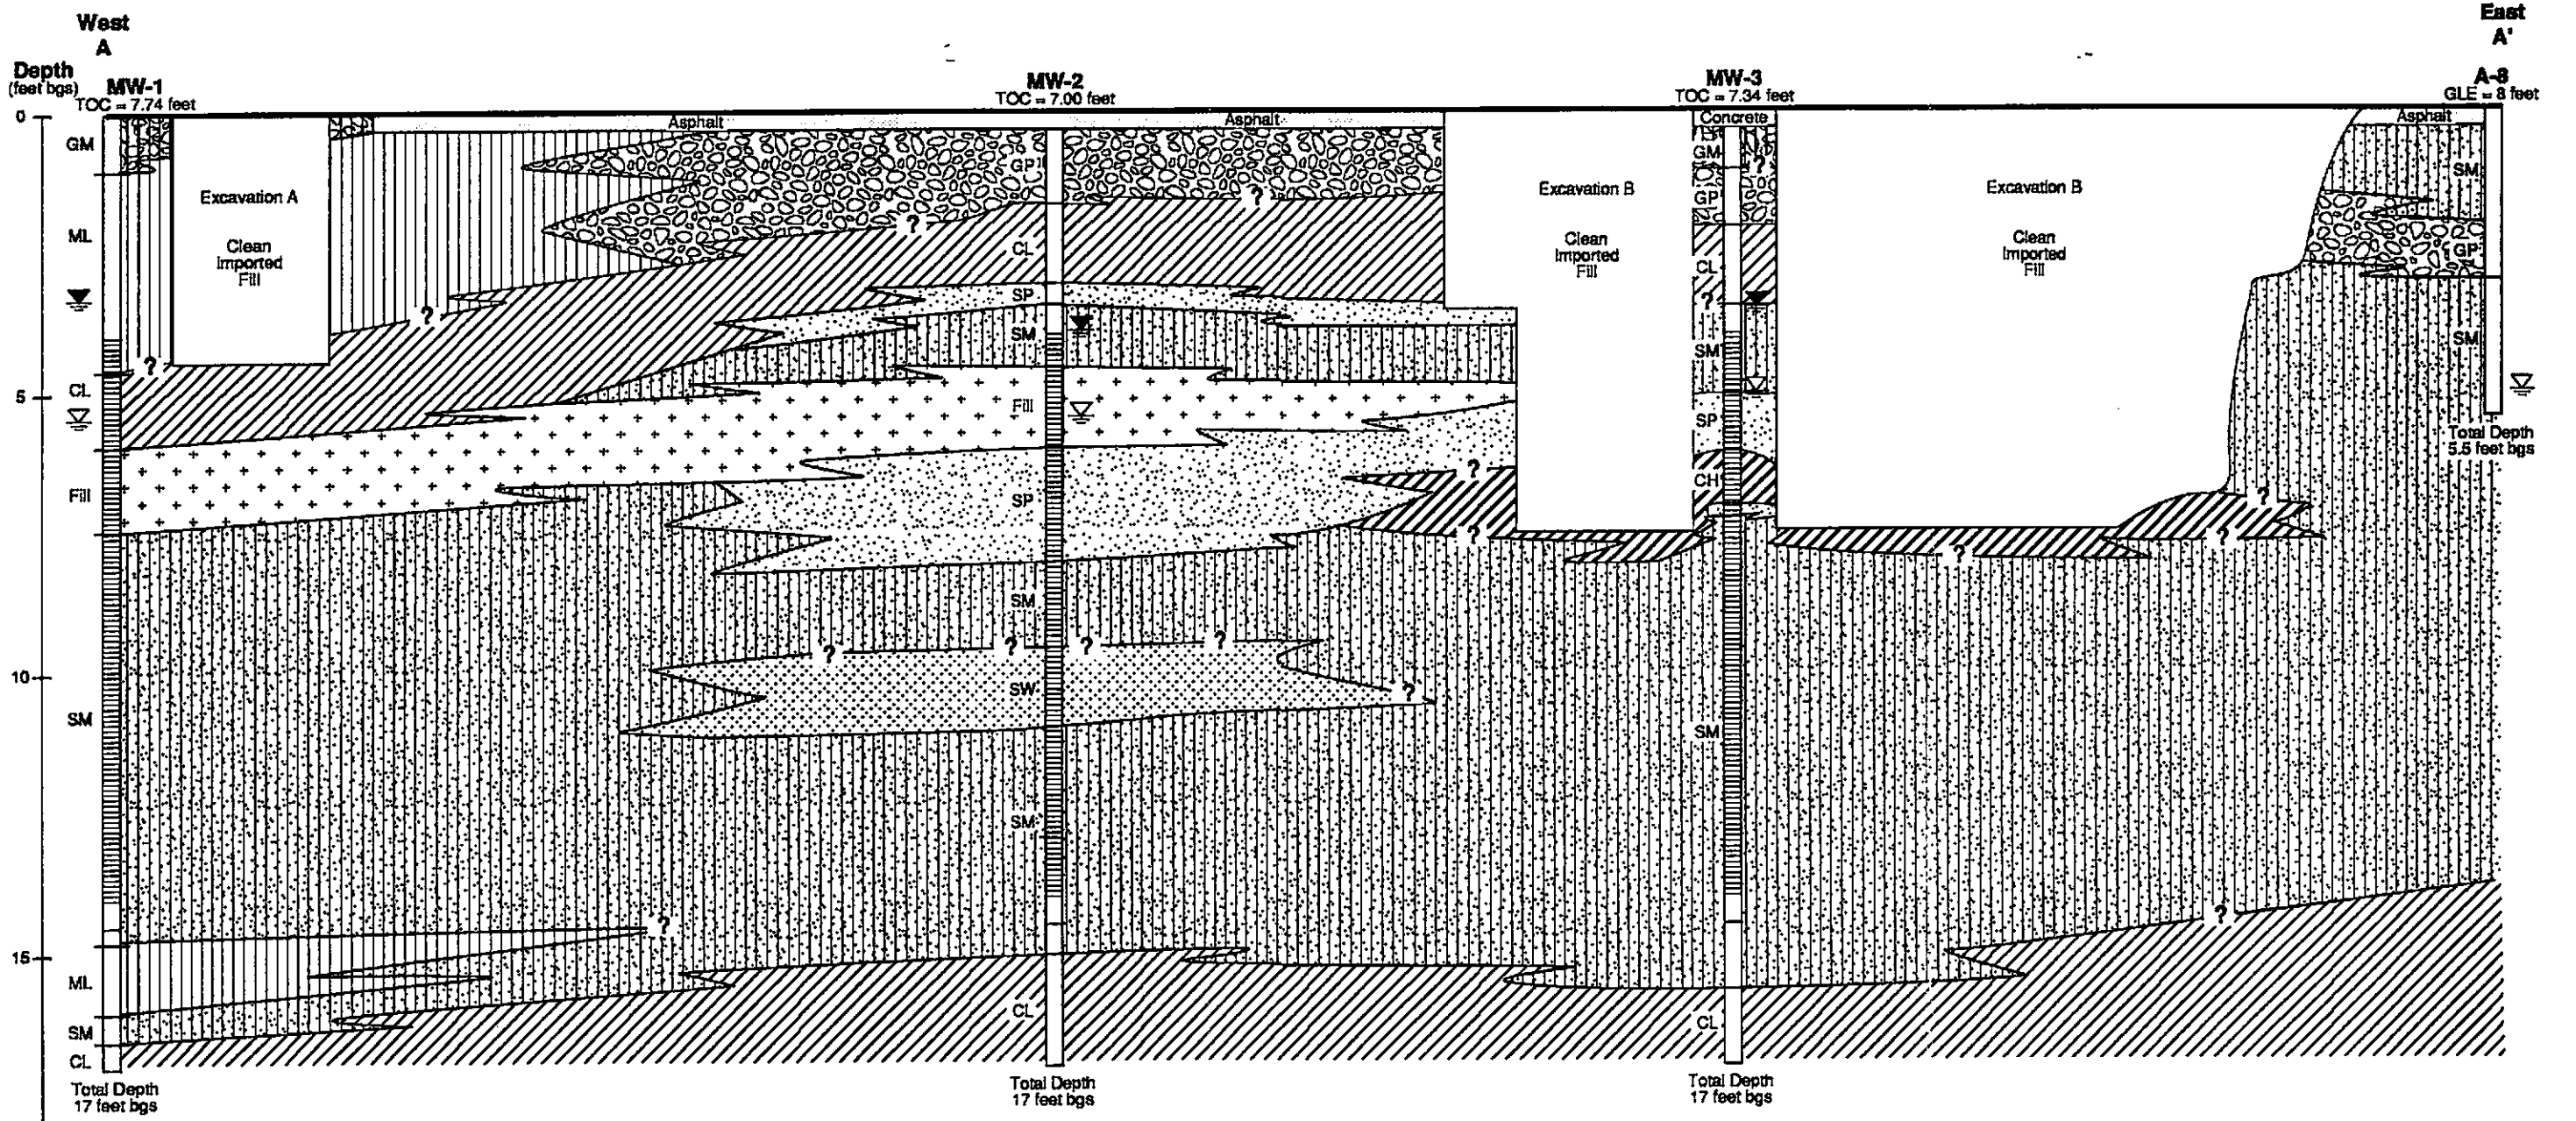 West
A
East
A'
Depth
(feet bgs)
MW-1
TOC = 7.74 feet
MW-2
TOC = 7.00 feet
MW-3
TOC = 7.34 feet
A-8
GLE = 8 feet
0
5
10
15
GM
ML
CL
Fill
SM
ML
SM
CL
Total Depth
17 feet bgs
?
Excavation A
Clean
Imported
Fill
Asphalt
?
?
?
GP
CL
SP
SM
Fill
SP
SM
?
?
?
?
SW
?
SM
CL
Total Depth
17 feet bgs
Asphalt
?
?
?
Excavation B
Clean
Imported
Fill
Concrete
GM
?
GP
CL
?
SM
SP
CH
SM
CL
Total Depth
17 feet bgs
Excavation B
Clean
Imported
Fill
?
?
?
?
Asphalt
SM
GP
SM
Total Depth
5.5 feet bgs